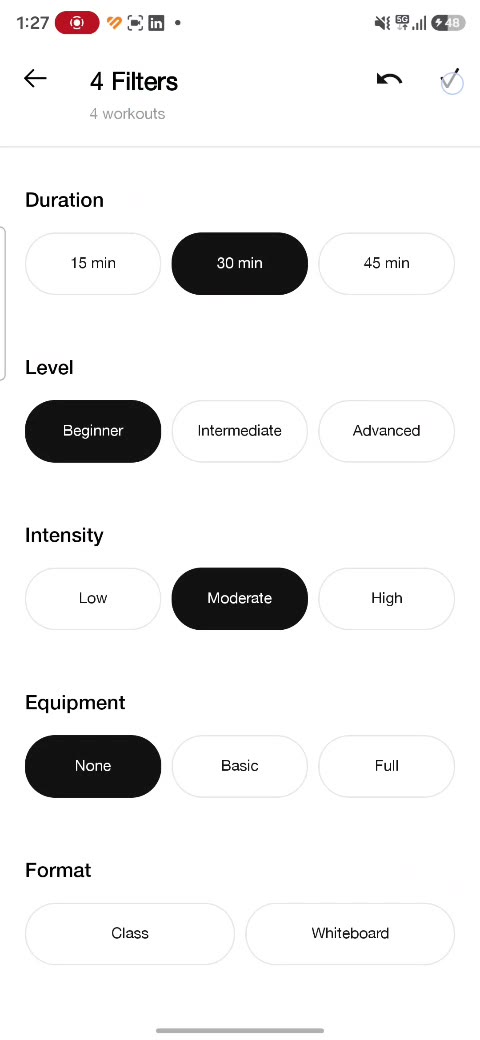 1:27 5G 48
4 Filters
4 workouts
Duration
15 min 30 min 45 min
Level
Beginner Intermediate Advanced
Intensity
Low Moderate High
Equipment
None Basic Full
Format
Class Whiteboard